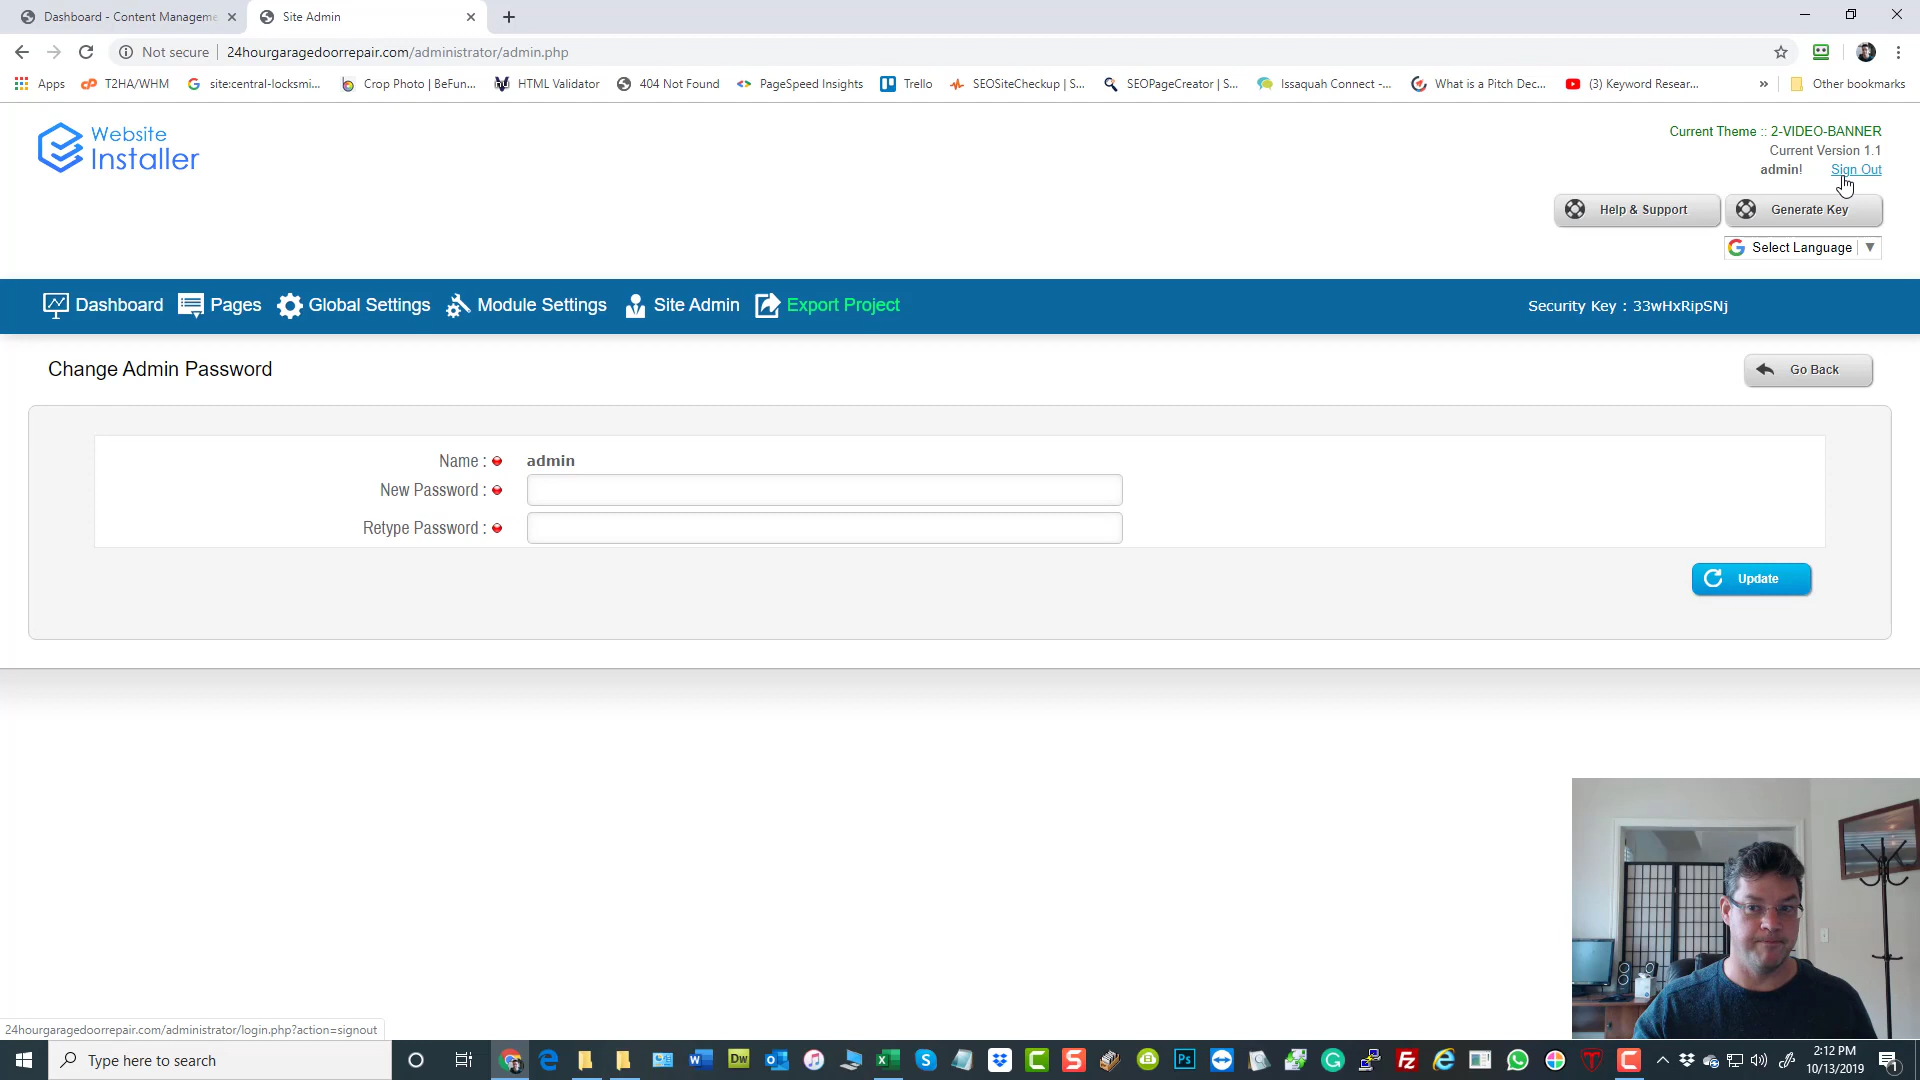 Dashboard - Content Manageme
Site Admin
Not secure
24hourgaragedoorrepair.com/administrator/admin.php
Apps
T2HA/WHM
site:central-locksmi...
Crop Photo | BeFun...
HTML Validator
404 Not Found
PageSpeed Insights
Trello
SEOSiteCheckup | S...
SEOPageCreator | S...
Issaquah Connect -...
What is a Pitch Dec...
(3) Keyword Resear...
»
Other bookmarks
Website
Installer
Current Theme :: 2-VIDEO-BANNER
Current Version 1.1
admin! Sign Out
Help & Support
Generate Key
Select Language
Dashboard
Pages
Global Settings
Module Settings
Site Admin
Export Project
Security Key : 33wHxRipSNj
Change Admin Password
Go Back
Name :
admin
New Password :
Retype Password :
Update
24hourgaragedoorrepair.com/administrator/login.php?action=signout
Type here to search
2:12 PM
10/13/2019